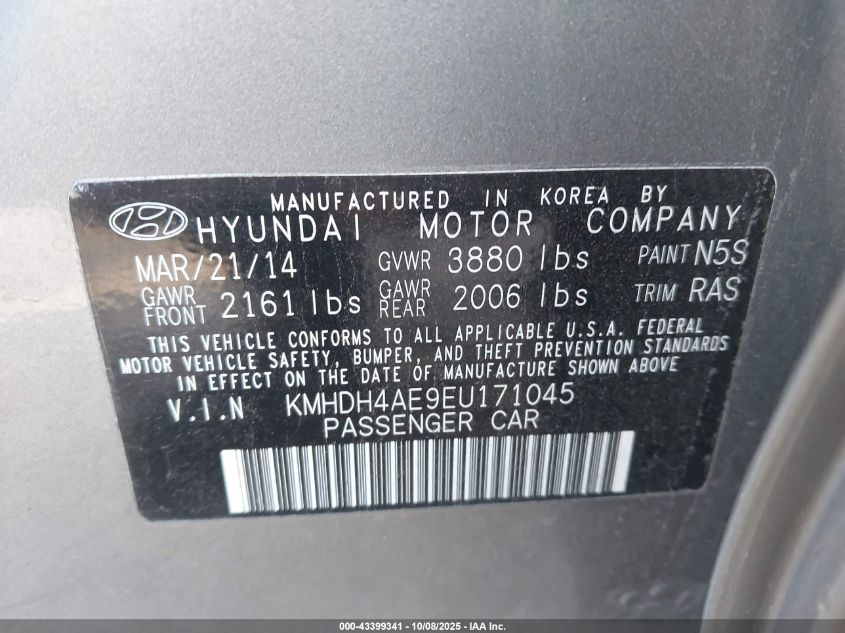 MANUFACTURED IN KOREA BY
HYUNDAI MOTOR COMPANY
MAR/21/14 GVWR 3880 lbs PAINT N5S
GAWR FRONT 2161 lbs GAWR REAR 2006 lbs TRIM RAS
THIS VEHICLE CONFORMS TO ALL APPLICABLE U.S.A. FEDERAL
MOTOR VEHICLE SAFETY, BUMPER, AND THEFT PREVENTION STANDARDS
IN EFFECT ON THE DATE OF MANUFACTURE SHOWN ABOVE
V.I.N KMHDH4AE9EU171045
PASSENGER CAR
000-43399341 - 10/08/2025 - IAA Inc.